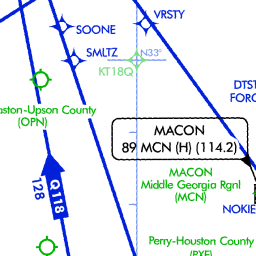 VRSTY
SOONE
SMLTZ
N33°
KT18Q
DTST
FORC
aston-Upson County
(OPN)
MACON
89 MCN (H) (114.2)
MACON
Middle Georgia Rgnl
(MCN)
Q118
128
NOKIE
Perry-Houston County
(PXE)